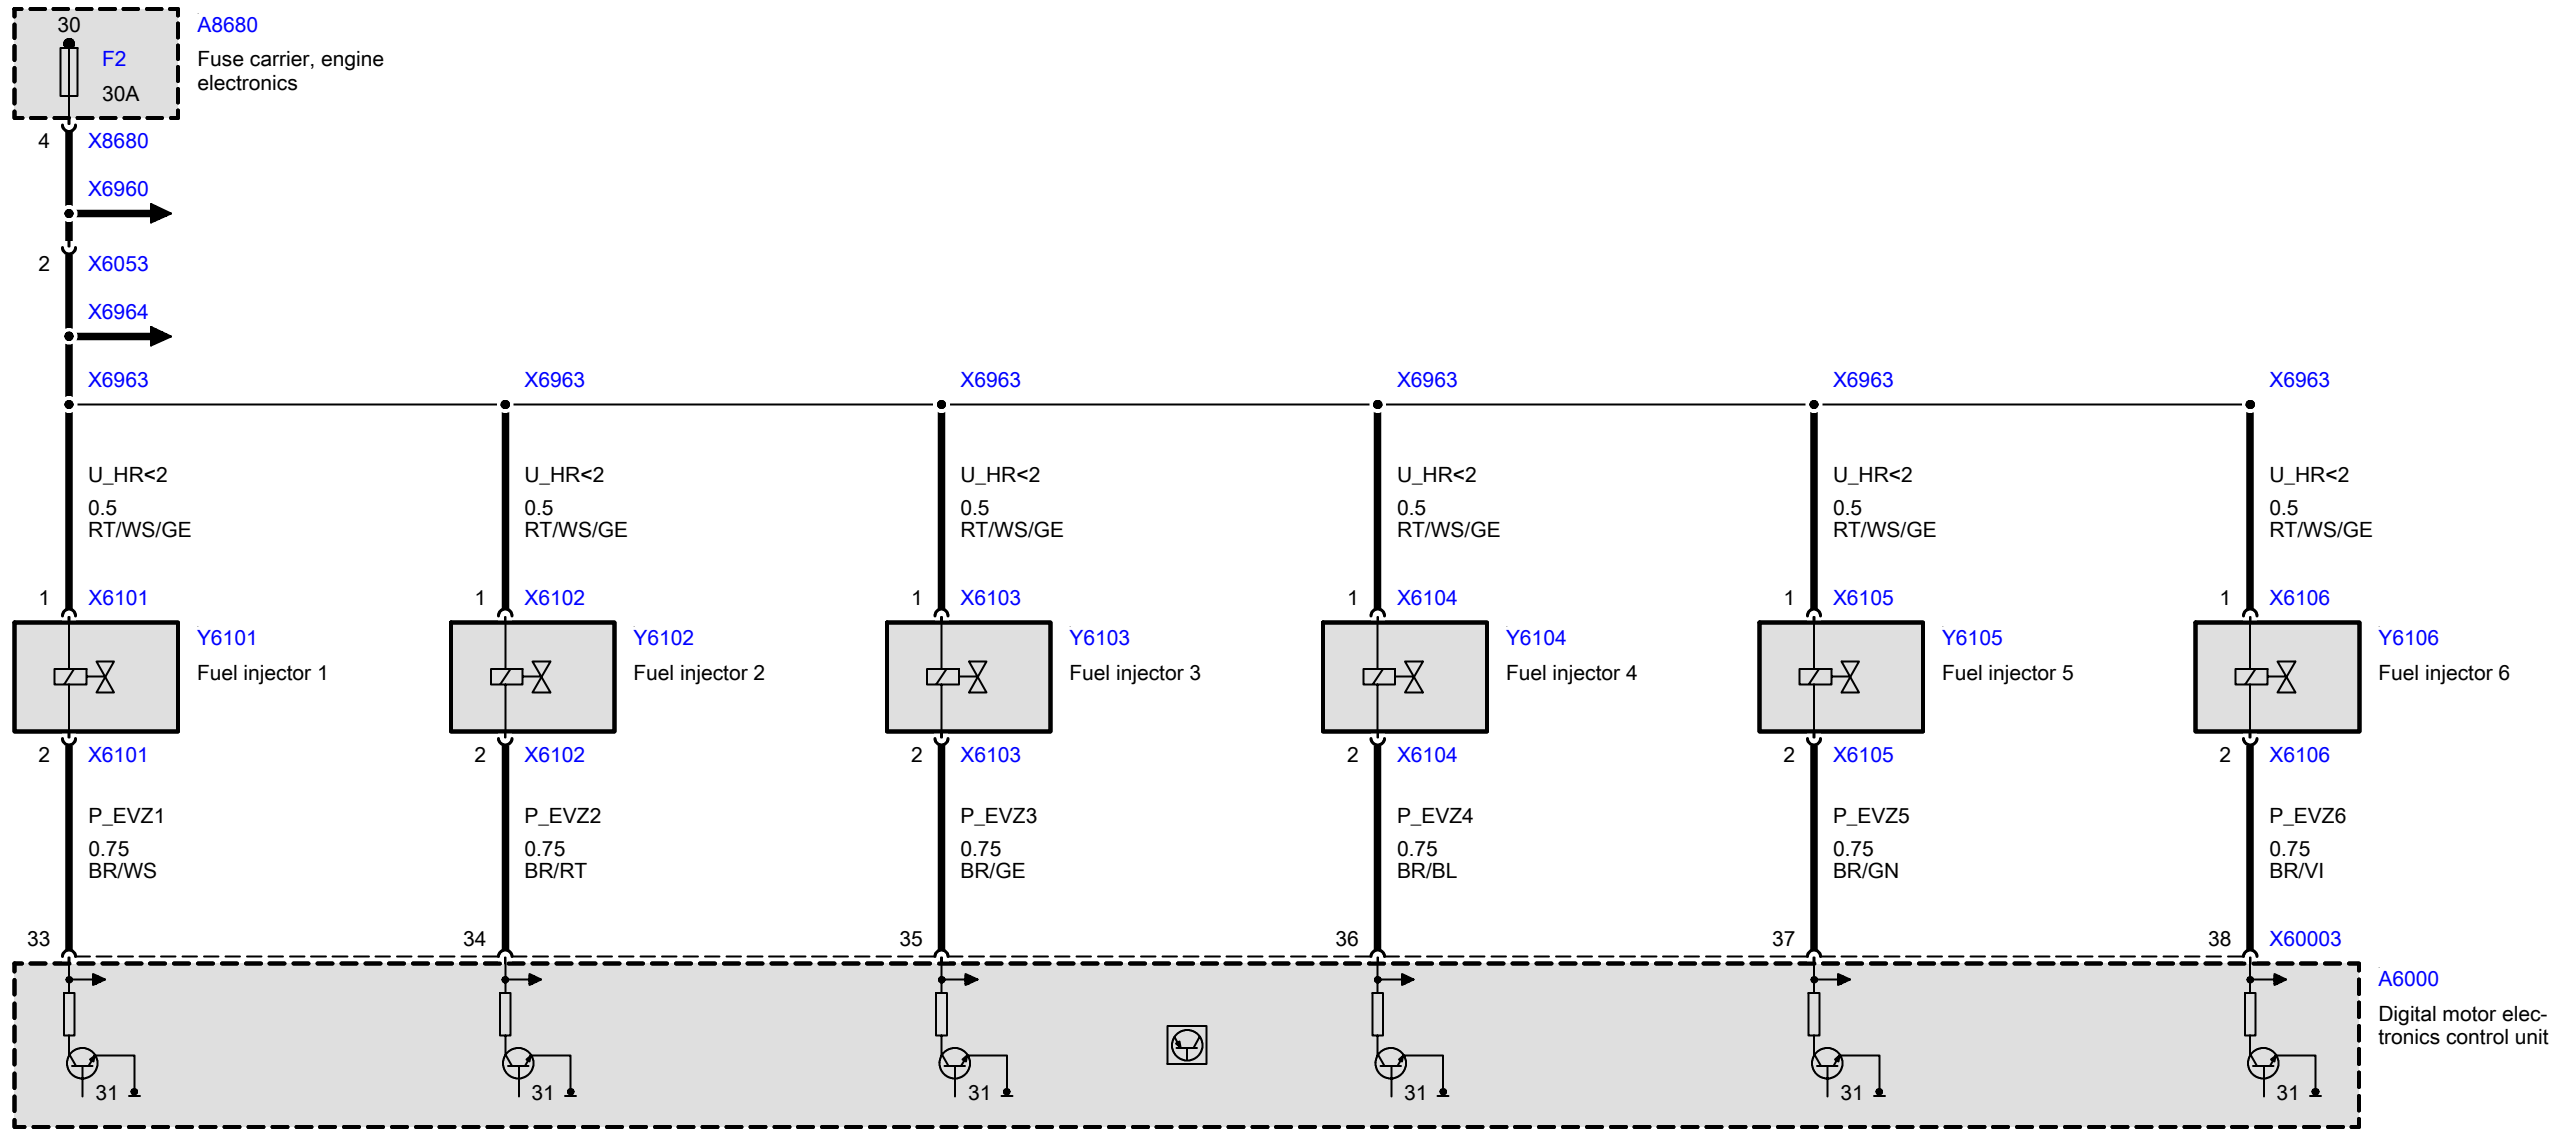 30
A8680
F2
Fuse carrier, engine
electronics
30A
4 X8680
X6960
2 X6053
X6964
X6963 X6963 X6963 X6963 X6963 X6963
U_HR<2 U_HR<2 U_HR<2 U_HR<2 U_HR<2 U_HR<2
0.5 0.5 0.5 0.5 0.5 0.5
RT/WS/GE RT/WS/GE RT/WS/GE RT/WS/GE RT/WS/GE RT/WS/GE
1 X6101 1 X6102 1 X6103 1 X6104 1 X6105 1 X6106
Y6101 Y6102 Y6103 Y6104 Y6105 Y6106
Fuel injector 1 Fuel injector 2 Fuel injector 3 Fuel injector 4 Fuel injector 5 Fuel injector 6
2 X6101 2 X6102 2 X6103 2 X6104 2 X6105 2 X6106
P_EVZ1 P_EVZ2 P_EVZ3 P_EVZ4 P_EVZ5 P_EVZ6
0.75 0.75 0.75 0.75 0.75 0.75
BR/WS BR/RT BR/GE BR/BL BR/GN BR/VI
33 34 35 36 37 38 X60003
A6000
Digital motor elec-
tronics control unit
31 31 31 31 31 31